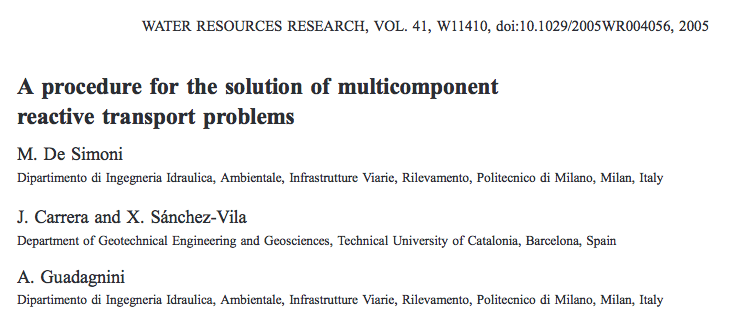 WATER RESOURCES RESEARCH, VOL. 41, W11410, doi:10.1029/2005WR004056, 2005
A procedure for the solution of multicomponent
reactive transport problems
M. De Simoni
Dipartimento di Ingegneria Idraulica, Ambientale, Infrastrutture Viarie, Rilevamento, Politecnico di Milano, Milan, Italy
J. Carrera and X. Sánchez-Vila
Department of Geotechnical Engineering and Geosciences, Technical University of Catalonia, Barcelona, Spain
A. Guadagnini
Dipartimento di Ingegneria Idraulica, Ambientale, Infrastrutture Viarie, Rilevamento, Politecnico di Milano, Milan, Italy